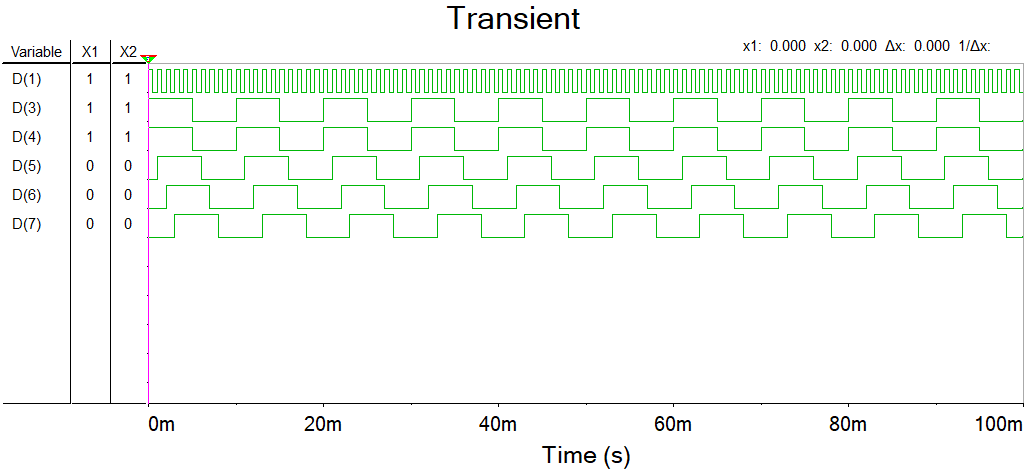 Transient
x1: 0.000 x2: 0.000 Δx: 0.000 1/Δx:
Variable X1 X2
D(1) 1 1
D(3) 1 1
D(4) 1 1
D(5) 0 0
D(6) 0 0
D(7) 0 0
0m 20m 40m 60m 80m 100m
Time (s)